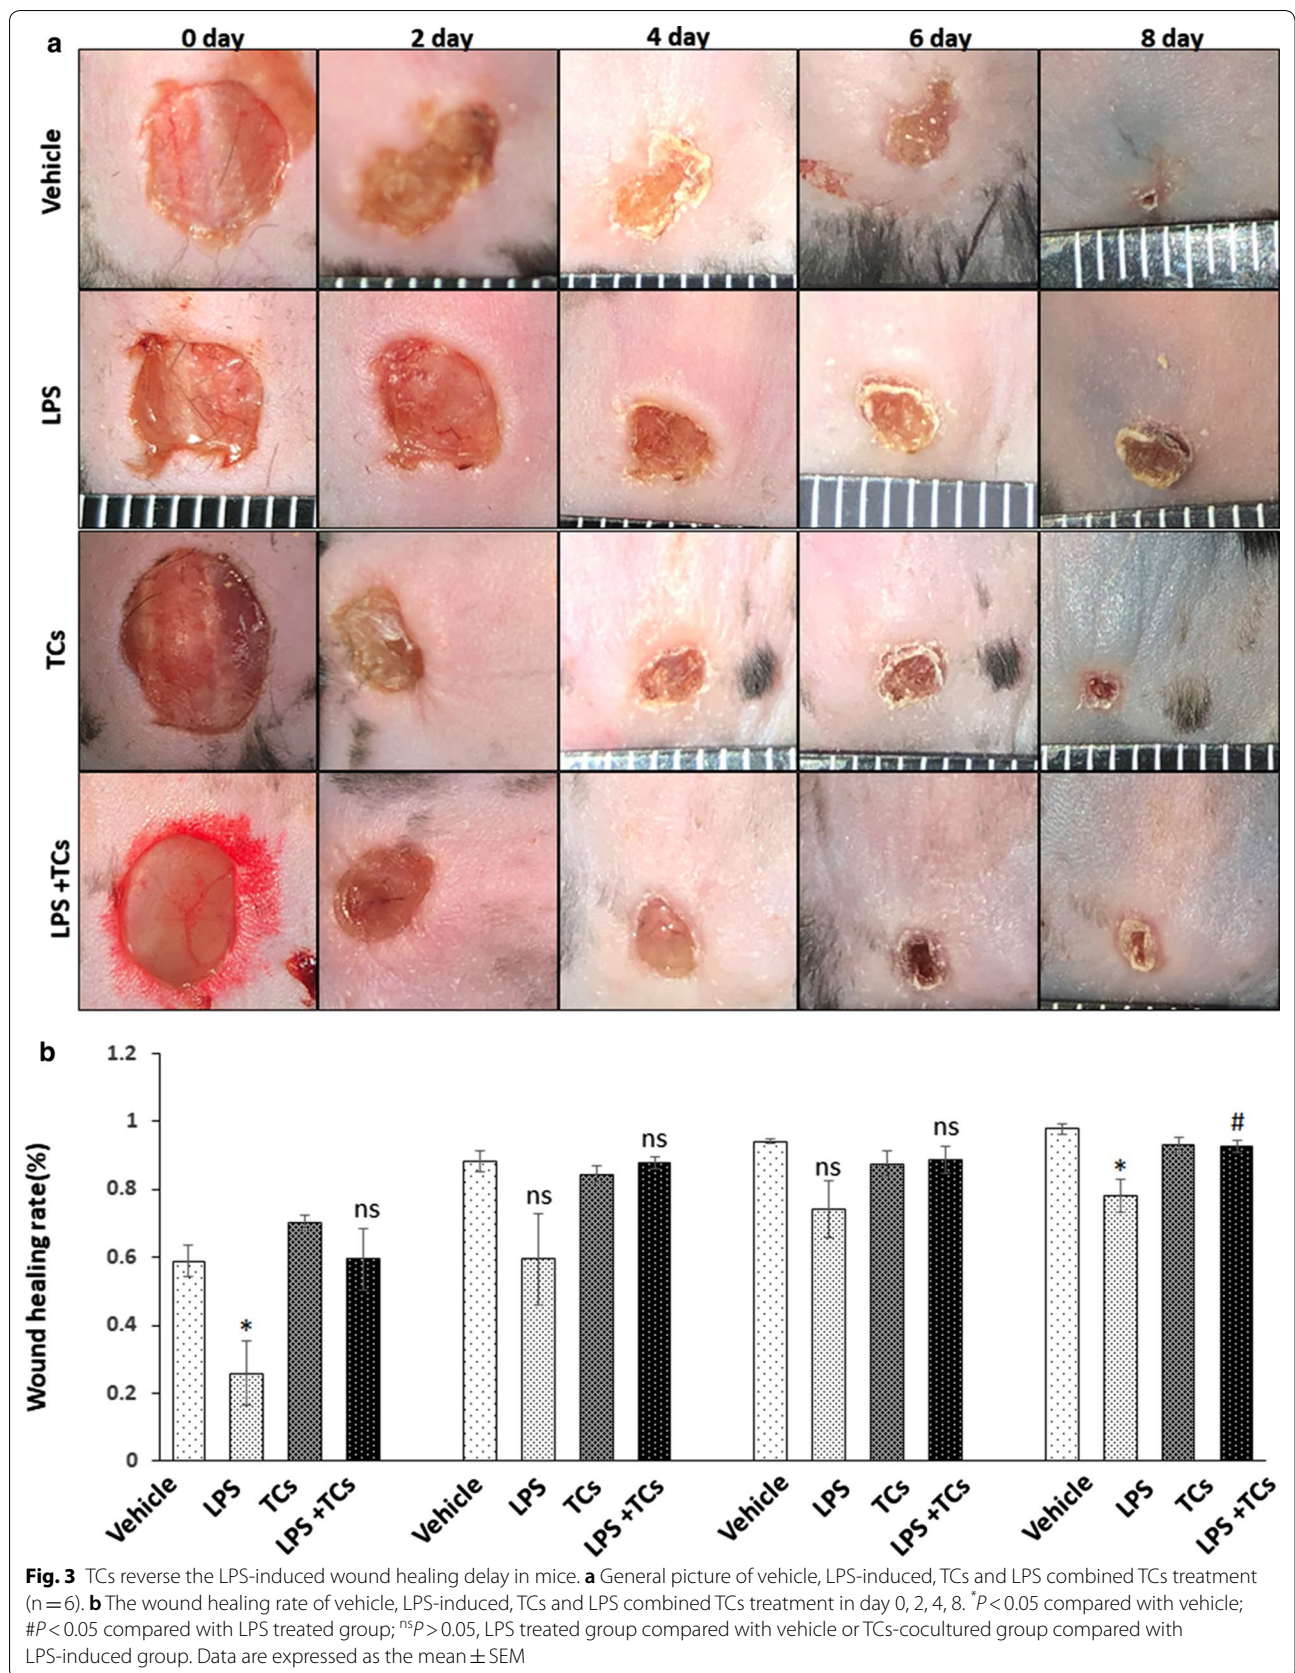 a
0 day 2 day 4 day 6 day 8 day
Vehicle
LPS
TCs
LPS +TCs
b
Wound healing rate(%)
1.2
1
0.8
0.6
0.4
0.2
0
* ns
ns ns
ns ns
* #
Vehicle LPS TCs LPS +TCs Vehicle LPS TCs LPS +TCs Vehicle LPS TCs LPS +TCs Vehicle LPS TCs LPS +TCs
Fig. 3 TCs reverse the LPS-induced wound healing delay in mice. a General picture of vehicle, LPS-induced, TCs and LPS combined TCs treatment
(n = 6). b The wound healing rate of vehicle, LPS-induced, TCs and LPS combined TCs treatment in day 0, 2, 4, 8. *P < 0.05 compared with vehicle;
#P < 0.05 compared with LPS treated group; nsP > 0.05, LPS treated group compared with vehicle or TCs-cocultured group compared with
LPS-induced group. Data are expressed as the mean ± SEM